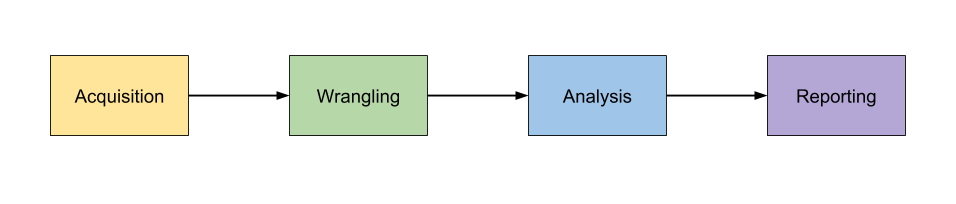 Acquisition
Wrangling
Analysis
Reporting